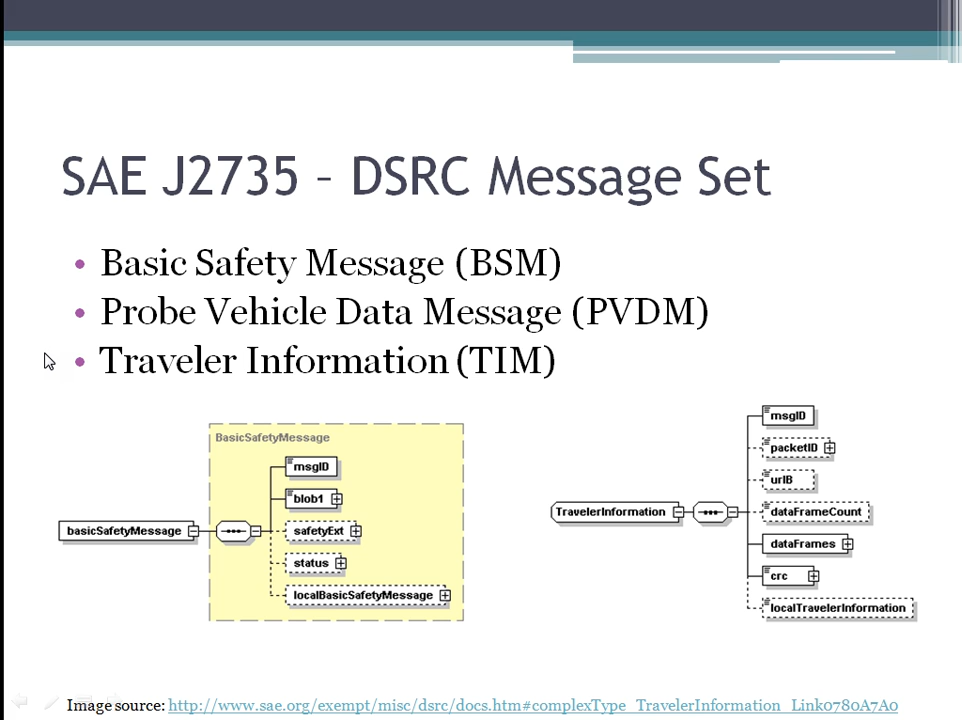 SAE J2735 – DSRC Message Set
• Basic Safety Message (BSM)
• Probe Vehicle Data Message (PVDM)
• Traveler Information (TIM)
BasicSafetyMessage
basicSafetyMessage
msgID
blob1
safetyExt
status
localBasicSafetyMessage
TravelerInformation
msgID
packetID
urlB
dataFrameCount
dataFrames
crc
localTravelerInformation
Image source: http://www.sae.org/exempt/misc/dsrc/docs.htm#complexType_TravelerInformation_Link0780A7A0